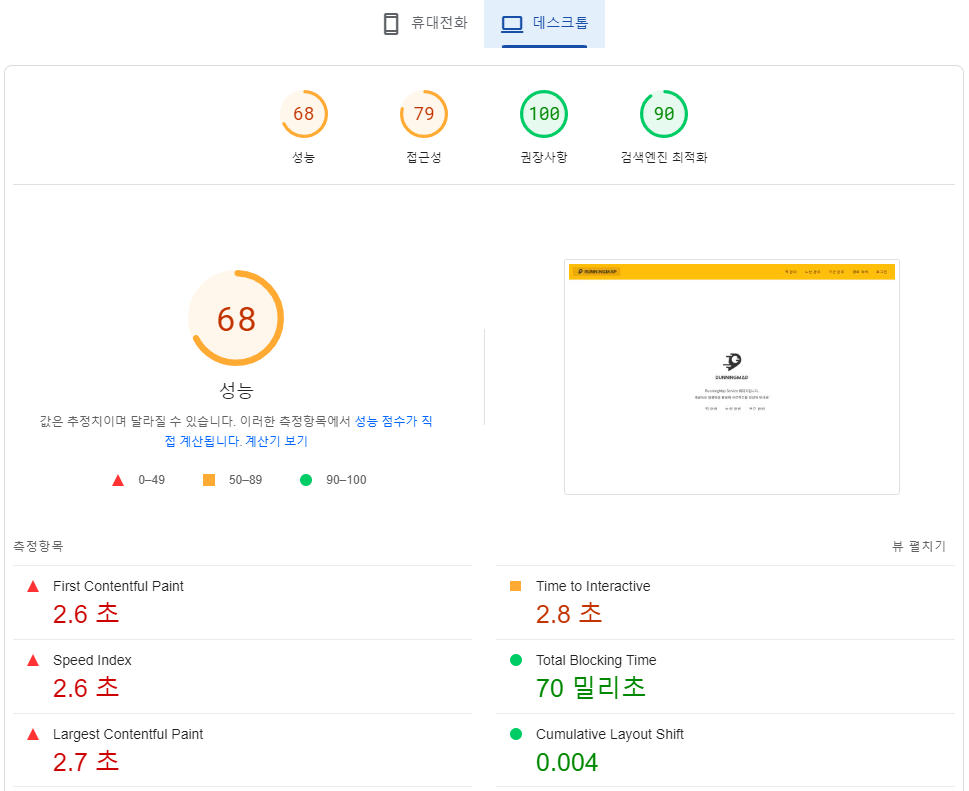 휴대전화
데스크톱
68
79
100
90
성능
접근성
권장사항
검색엔진 최적화
68
성능
값은 추정치이며 달라질 수 있습니다. 이러한 측정항목에서 성능 점수가 직
접 계산됩니다. 계산기 보기
0–49
50–89
90–100
RUNNINGMAP
RUNNINGMAP
측정항목
뷰 펼치기
First Contentful Paint
2.6 초
Time to Interactive
2.8 초
Speed Index
2.6 초
Total Blocking Time
70 밀리초
Largest Contentful Paint
2.7 초
Cumulative Layout Shift
0.004